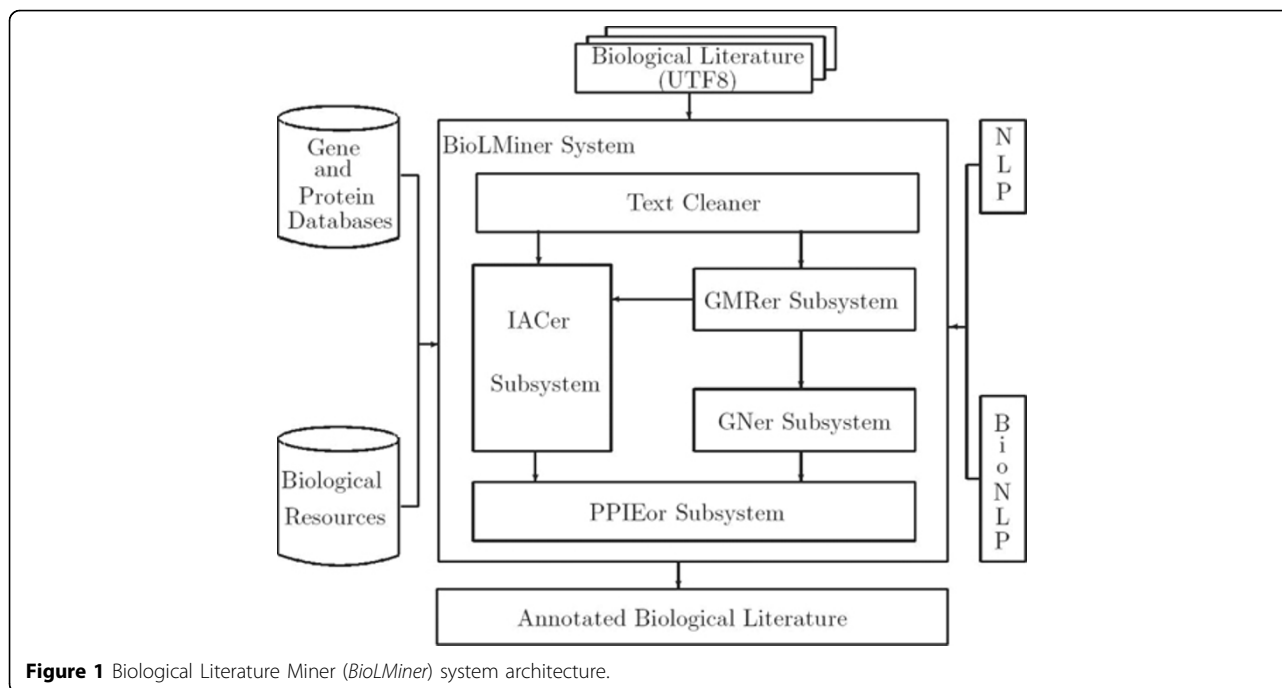 Biological Literature
(UTF8)
Gene
and
Protein
Databases
Biological
Resources
BioLMiner System
Text Cleaner
IACer
Subsystem
GMRer Subsystem
GNer Subsystem
PPIEor Subsystem
N
L
P
B
i
o
N
L
P
Annotated Biological Literature
Figure 1 Biological Literature Miner (BioLMiner) system architecture.